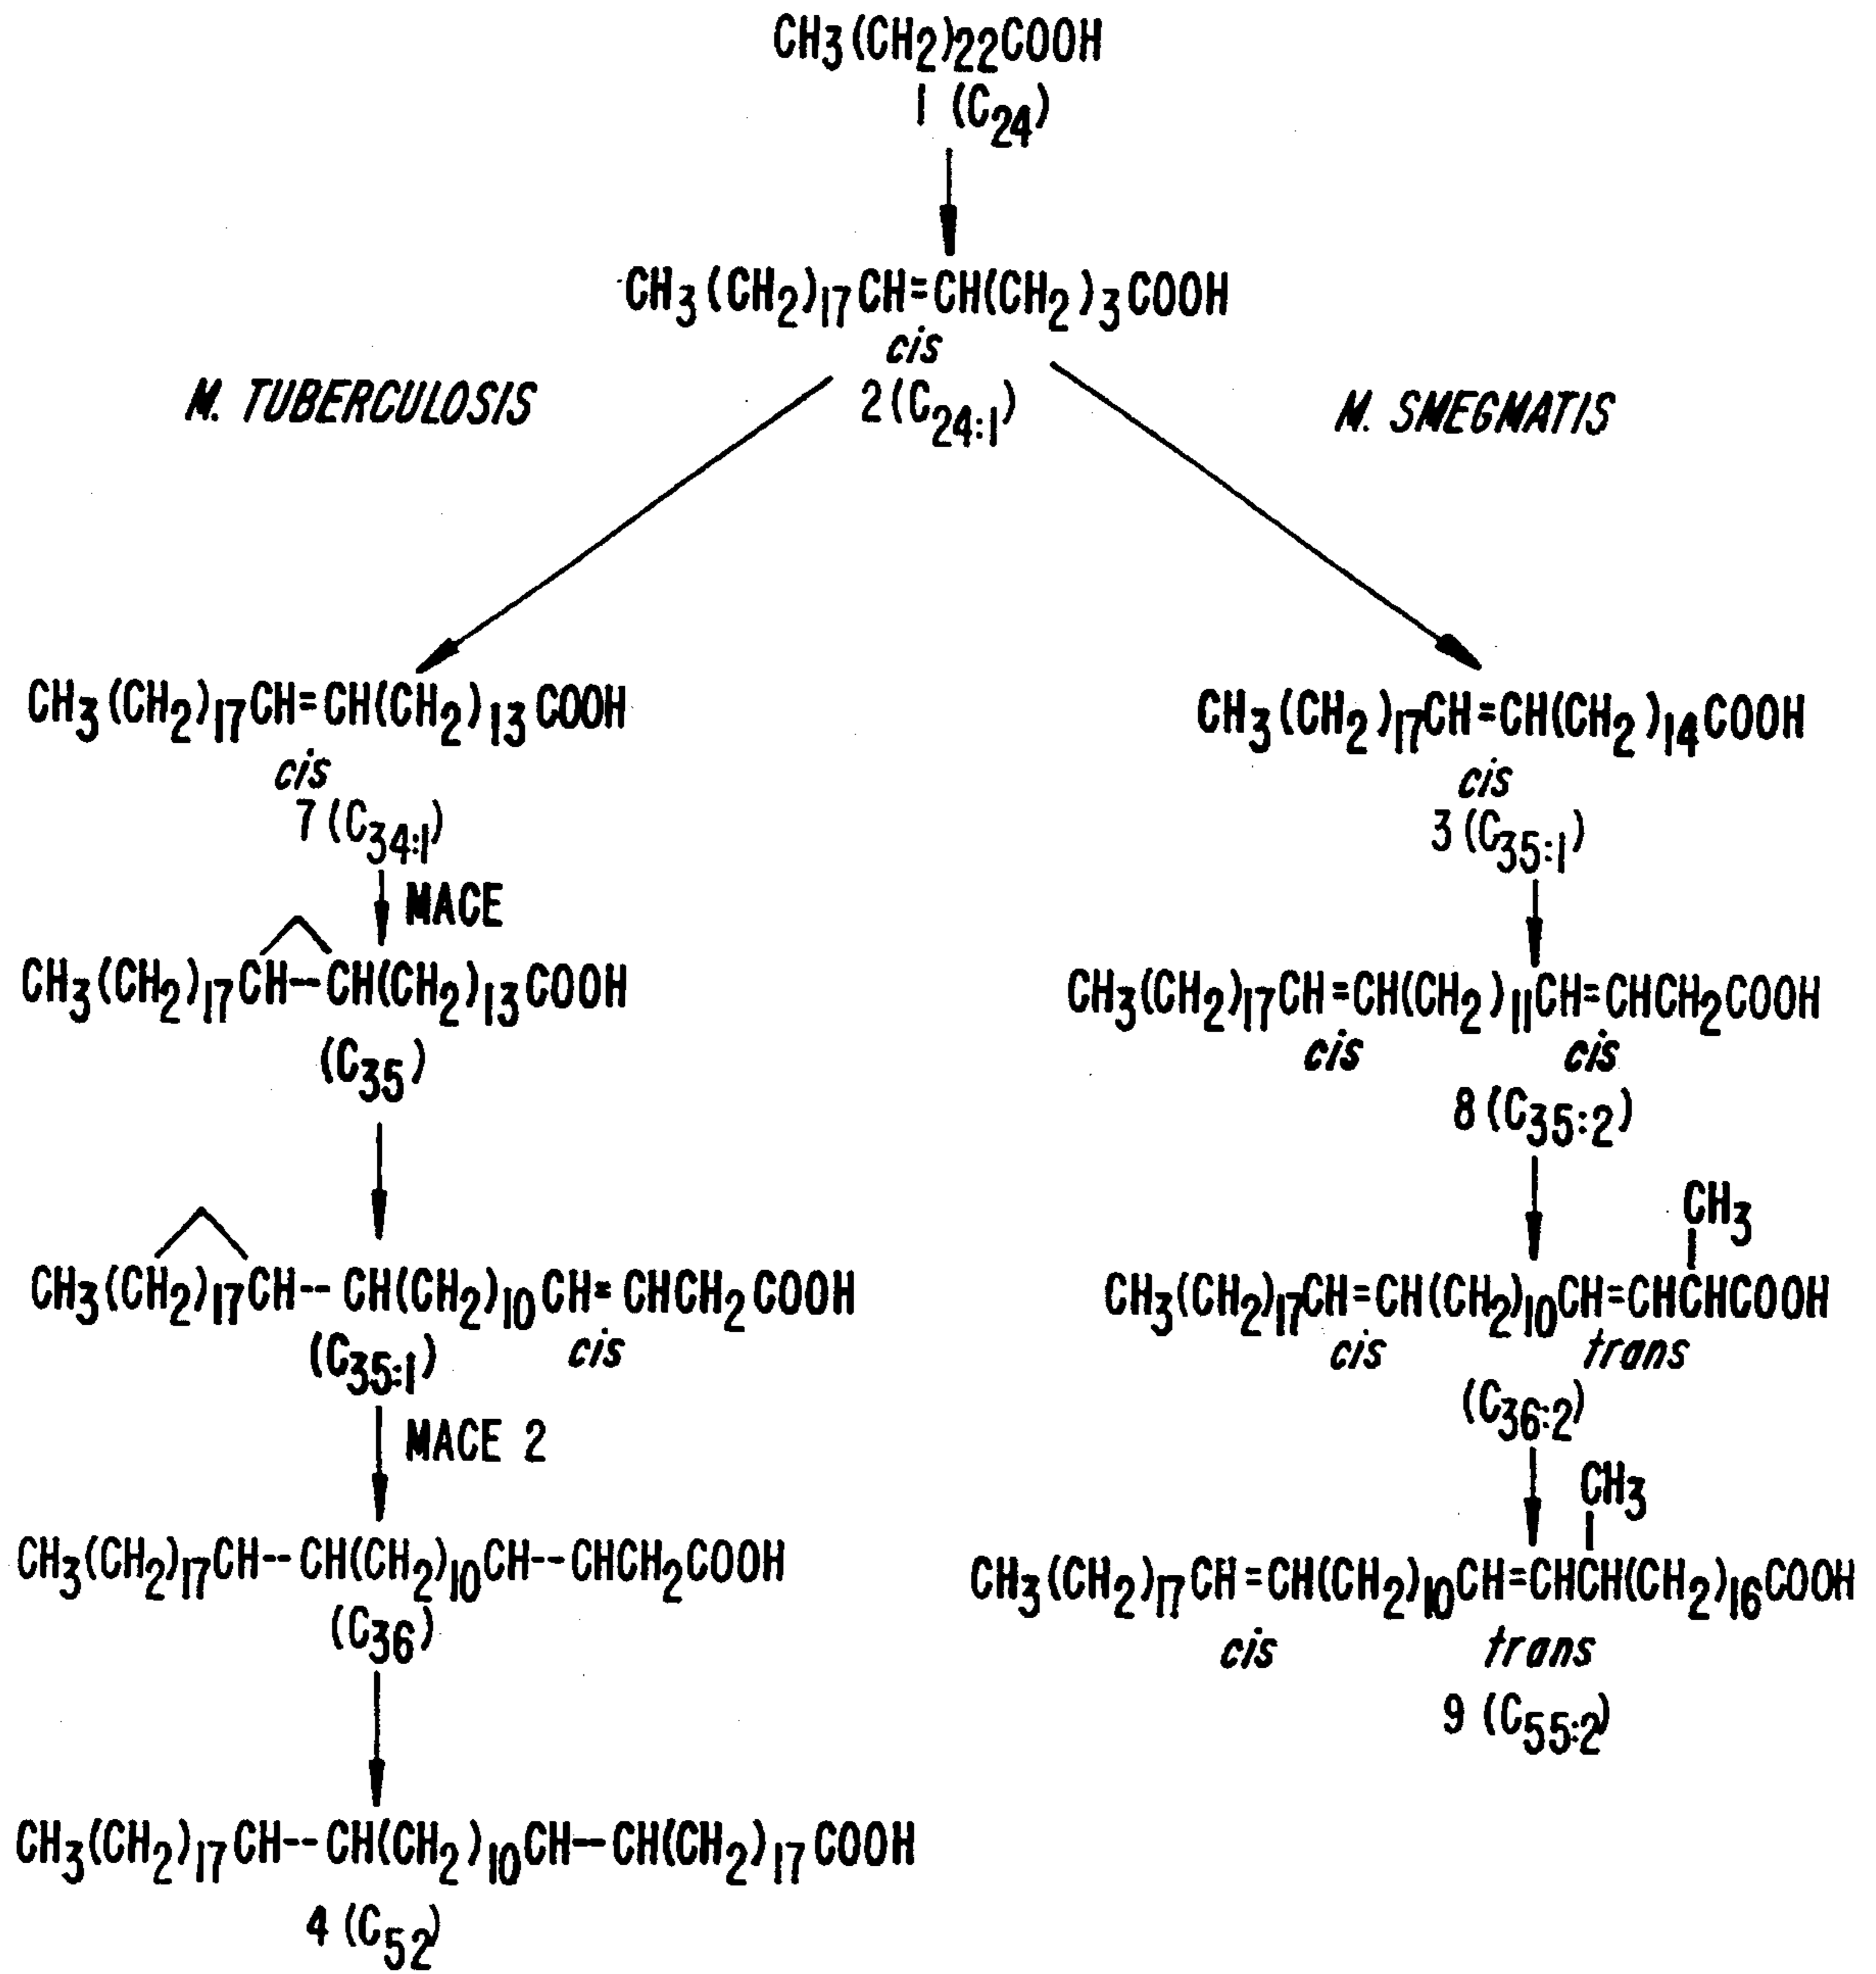 CH3(CH2)22COOH
1 (C24)
CH3(CH2)17CH=CH(CH2)3COOH
cis
2 (C24:1)
M. TUBERCULOSIS
M. SMEGMATIS
CH3(CH2)17CH=CH(CH2)13COOH
cis
7 (C34:1)
MACE
CH3(CH2)17CH-CH(CH2)13COOH
(C35)
CH3(CH2)17CH--CH(CH2)10CH=CHCH2COOH
cis
(C35:1)
MACE 2
CH3(CH2)17CH--CH(CH2)10CH--CHCH2COOH
(C36)
CH3(CH2)17CH--CH(CH2)10CH-CH(CH2)17COOH
4 (C52)
CH3(CH2)17CH=CH(CH2)14COOH
cis
3 (C35:1)
CH3(CH2)17CH=CH(CH2)11CH=CHCH2COOH
cis cis
8 (C35:2)
CH3
CH3(CH2)17CH=CH(CH2)10CH=CHCHCOOH
cis trans
(C36:2)
CH3
CH3(CH2)17CH=CH(CH2)10CH=CHCH(CH2)16COOH
cis trans
9 (C55:2)